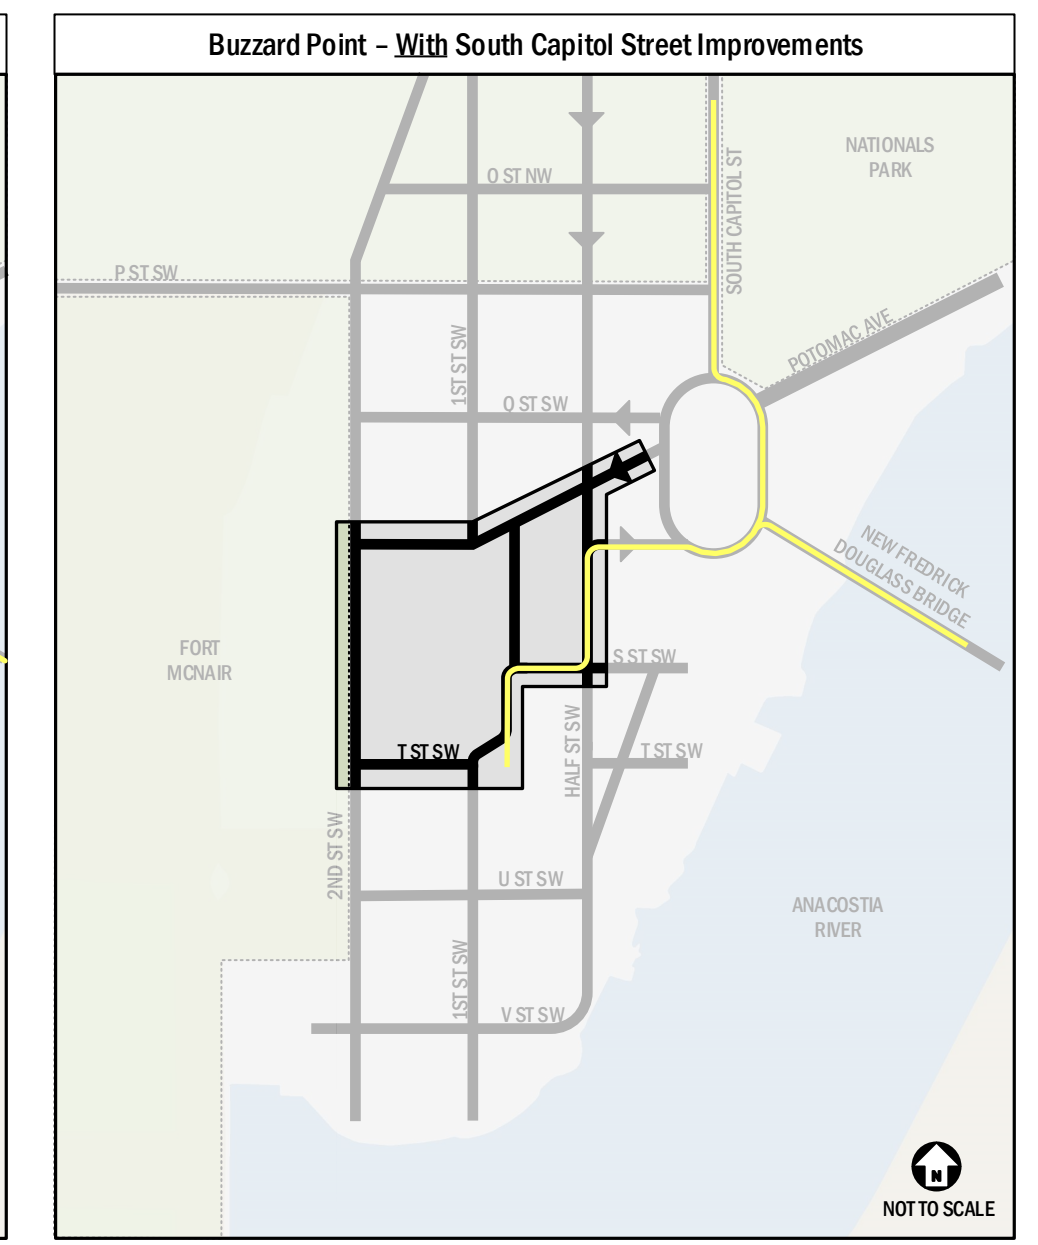 Buzzard Point – With South Capitol Street Improvements
NATIONALS
PARK
O ST NW
SOUTH CAPITOL ST
P ST SW
POTOMAC AVE
1ST ST SW
Q ST SW
NEW FREDRICK
DOUGLASS BRIDGE
FORT
MCNAIR
S ST SW
T ST SW
T ST SW
HALF ST SW
2ND ST SW
U ST SW
ANACOSTIA
RIVER
1ST ST SW
V ST SW
N
NOT TO SCALE